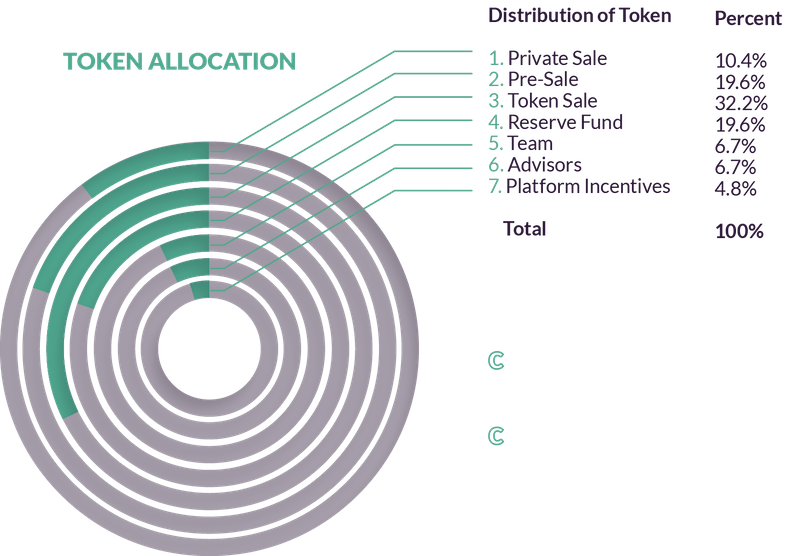 Distribution of Token Percent
TOKEN ALLOCATION
1. Private Sale 10.4%
2. Pre-Sale 19.6%
3. Token Sale 32.2%
4. Reserve Fund 19.6%
5. Team 6.7%
6. Advisors 6.7%
7. Platform Incentives 4.8%
Total 100%
C
C